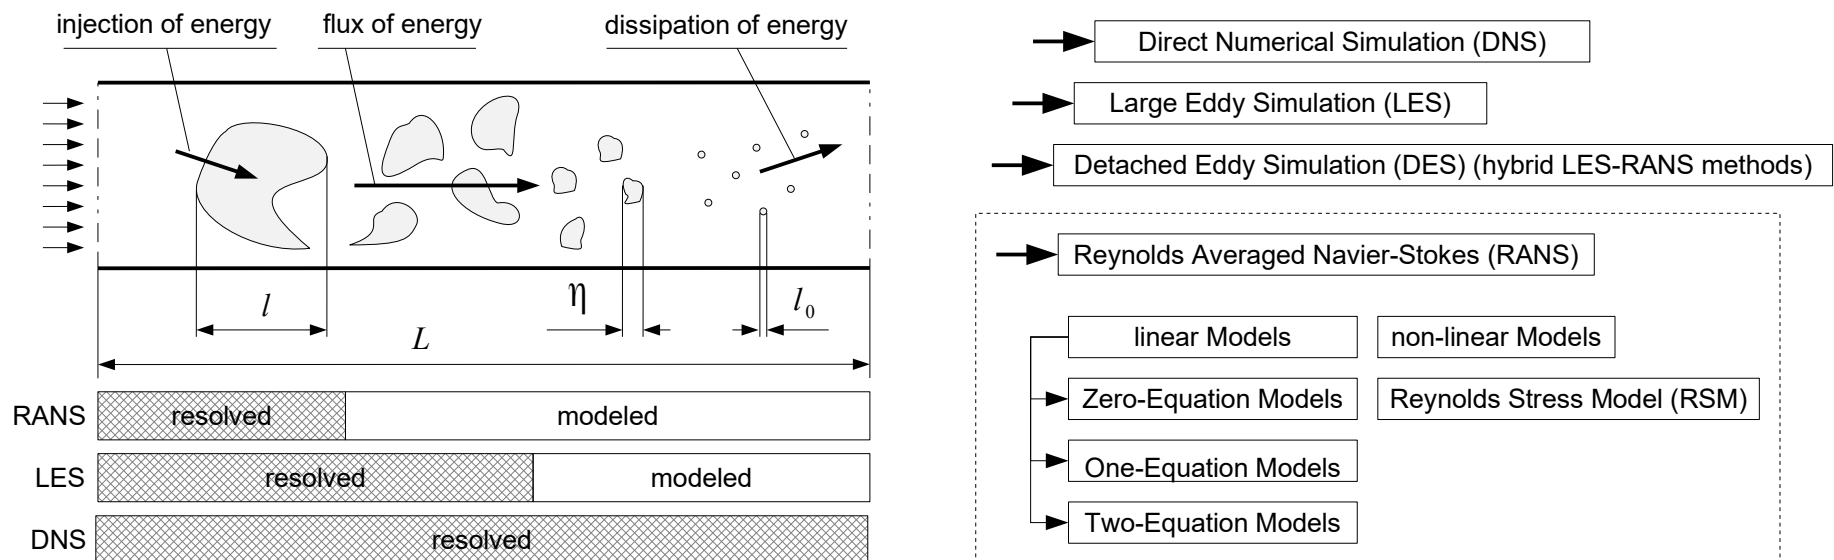 injection of energy
flux of energy
dissipation of energy
l
η
l0
L
RANS
resolved
modeled
LES
resolved
modeled
DNS
resolved
Direct Numerical Simulation (DNS)
Large Eddy Simulation (LES)
Detached Eddy Simulation (DES) (hybrid LES-RANS methods)
Reynolds Averaged Navier-Stokes (RANS)
linear Models
non-linear Models
Zero-Equation Models
Reynolds Stress Model (RSM)
One-Equation Models
Two-Equation Models